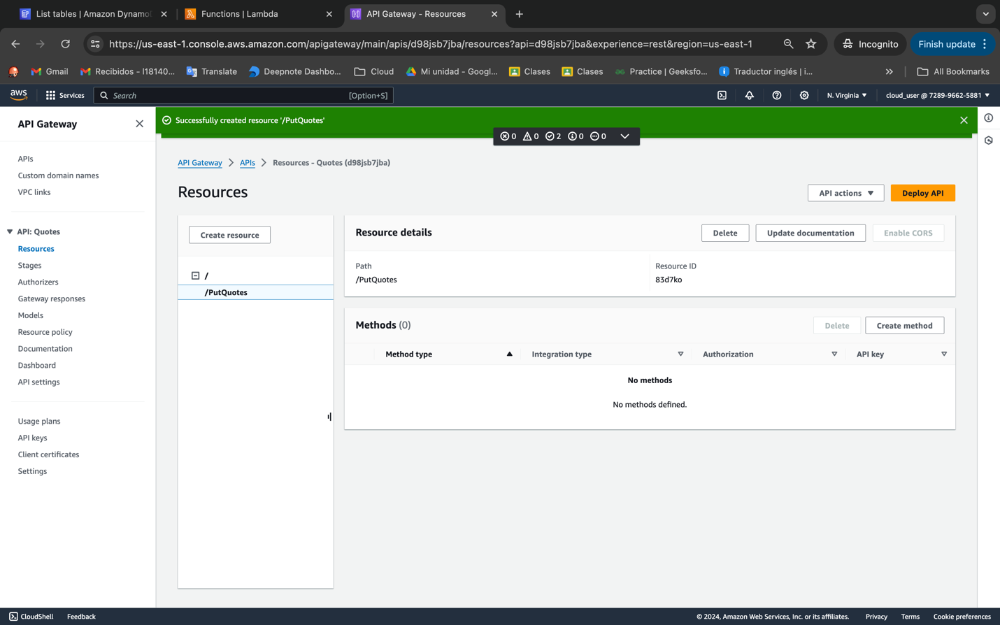 List tables | Amazon Dynamo
Functions | Lambda
API Gateway - Resources
https://us-east-1.console.aws.amazon.com/apigateway/main/apis/d98jsb7jba/resources?api=d98jsb7jba&experience=rest&region=us-east-1
Incognito
Finish update
Gmail
Recibidos - l18140...
Translate
Deepnote Dashbo...
Cloud
Mi unidad - Googl...
Clases
Clases
Practice | Geeksfo...
Traductor inglés | i...
All Bookmarks
aws
Services
Search
[Option+S]
N. Virginia
cloud_user @ 7289-9662-5881
API Gateway
Successfully created resource '/PutQuotes'
0 0 2 0 0
APIs
Custom domain names
VPC links
API: Quotes
Resources
Stages
Authorizers
Gateway responses
Models
Resource policy
Documentation
Dashboard
API settings
Usage plans
API keys
Client certificates
Settings
API Gateway > APIs > Resources - Quotes (d98jsb7jba)
Resources
API actions
Deploy API
Create resource
/
/PutQuotes
Resource details
Delete
Update documentation
Enable CORS
Path
/PutQuotes
Resource ID
83d7ko
Methods (0)
Delete
Create method
Method type
Integration type
Authorization
API key
No methods
No methods defined.
CloudShell
Feedback
© 2024, Amazon Web Services, Inc. or its affiliates.
Privacy
Terms
Cookie preferences